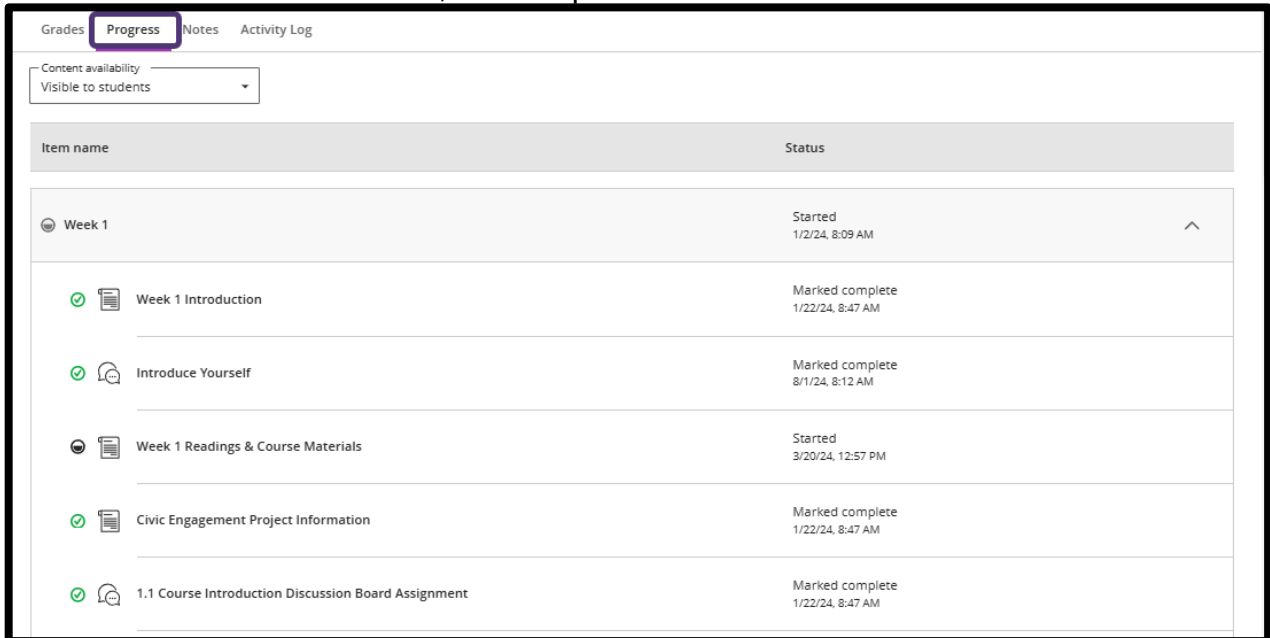 Grades Progress Notes Activity Log
Content availability
Visible to students
Item name Status
Week 1 Started
1/2/24, 8:09 AM
Week 1 Introduction Marked complete
1/22/24, 8:47 AM
Introduce Yourself Marked complete
8/1/24, 8:12 AM
Week 1 Readings & Course Materials Started
3/20/24, 12:57 PM
Civic Engagement Project Information Marked complete
1/22/24, 8:47 AM
1.1 Course Introduction Discussion Board Assignment Marked complete
1/22/24, 8:47 AM